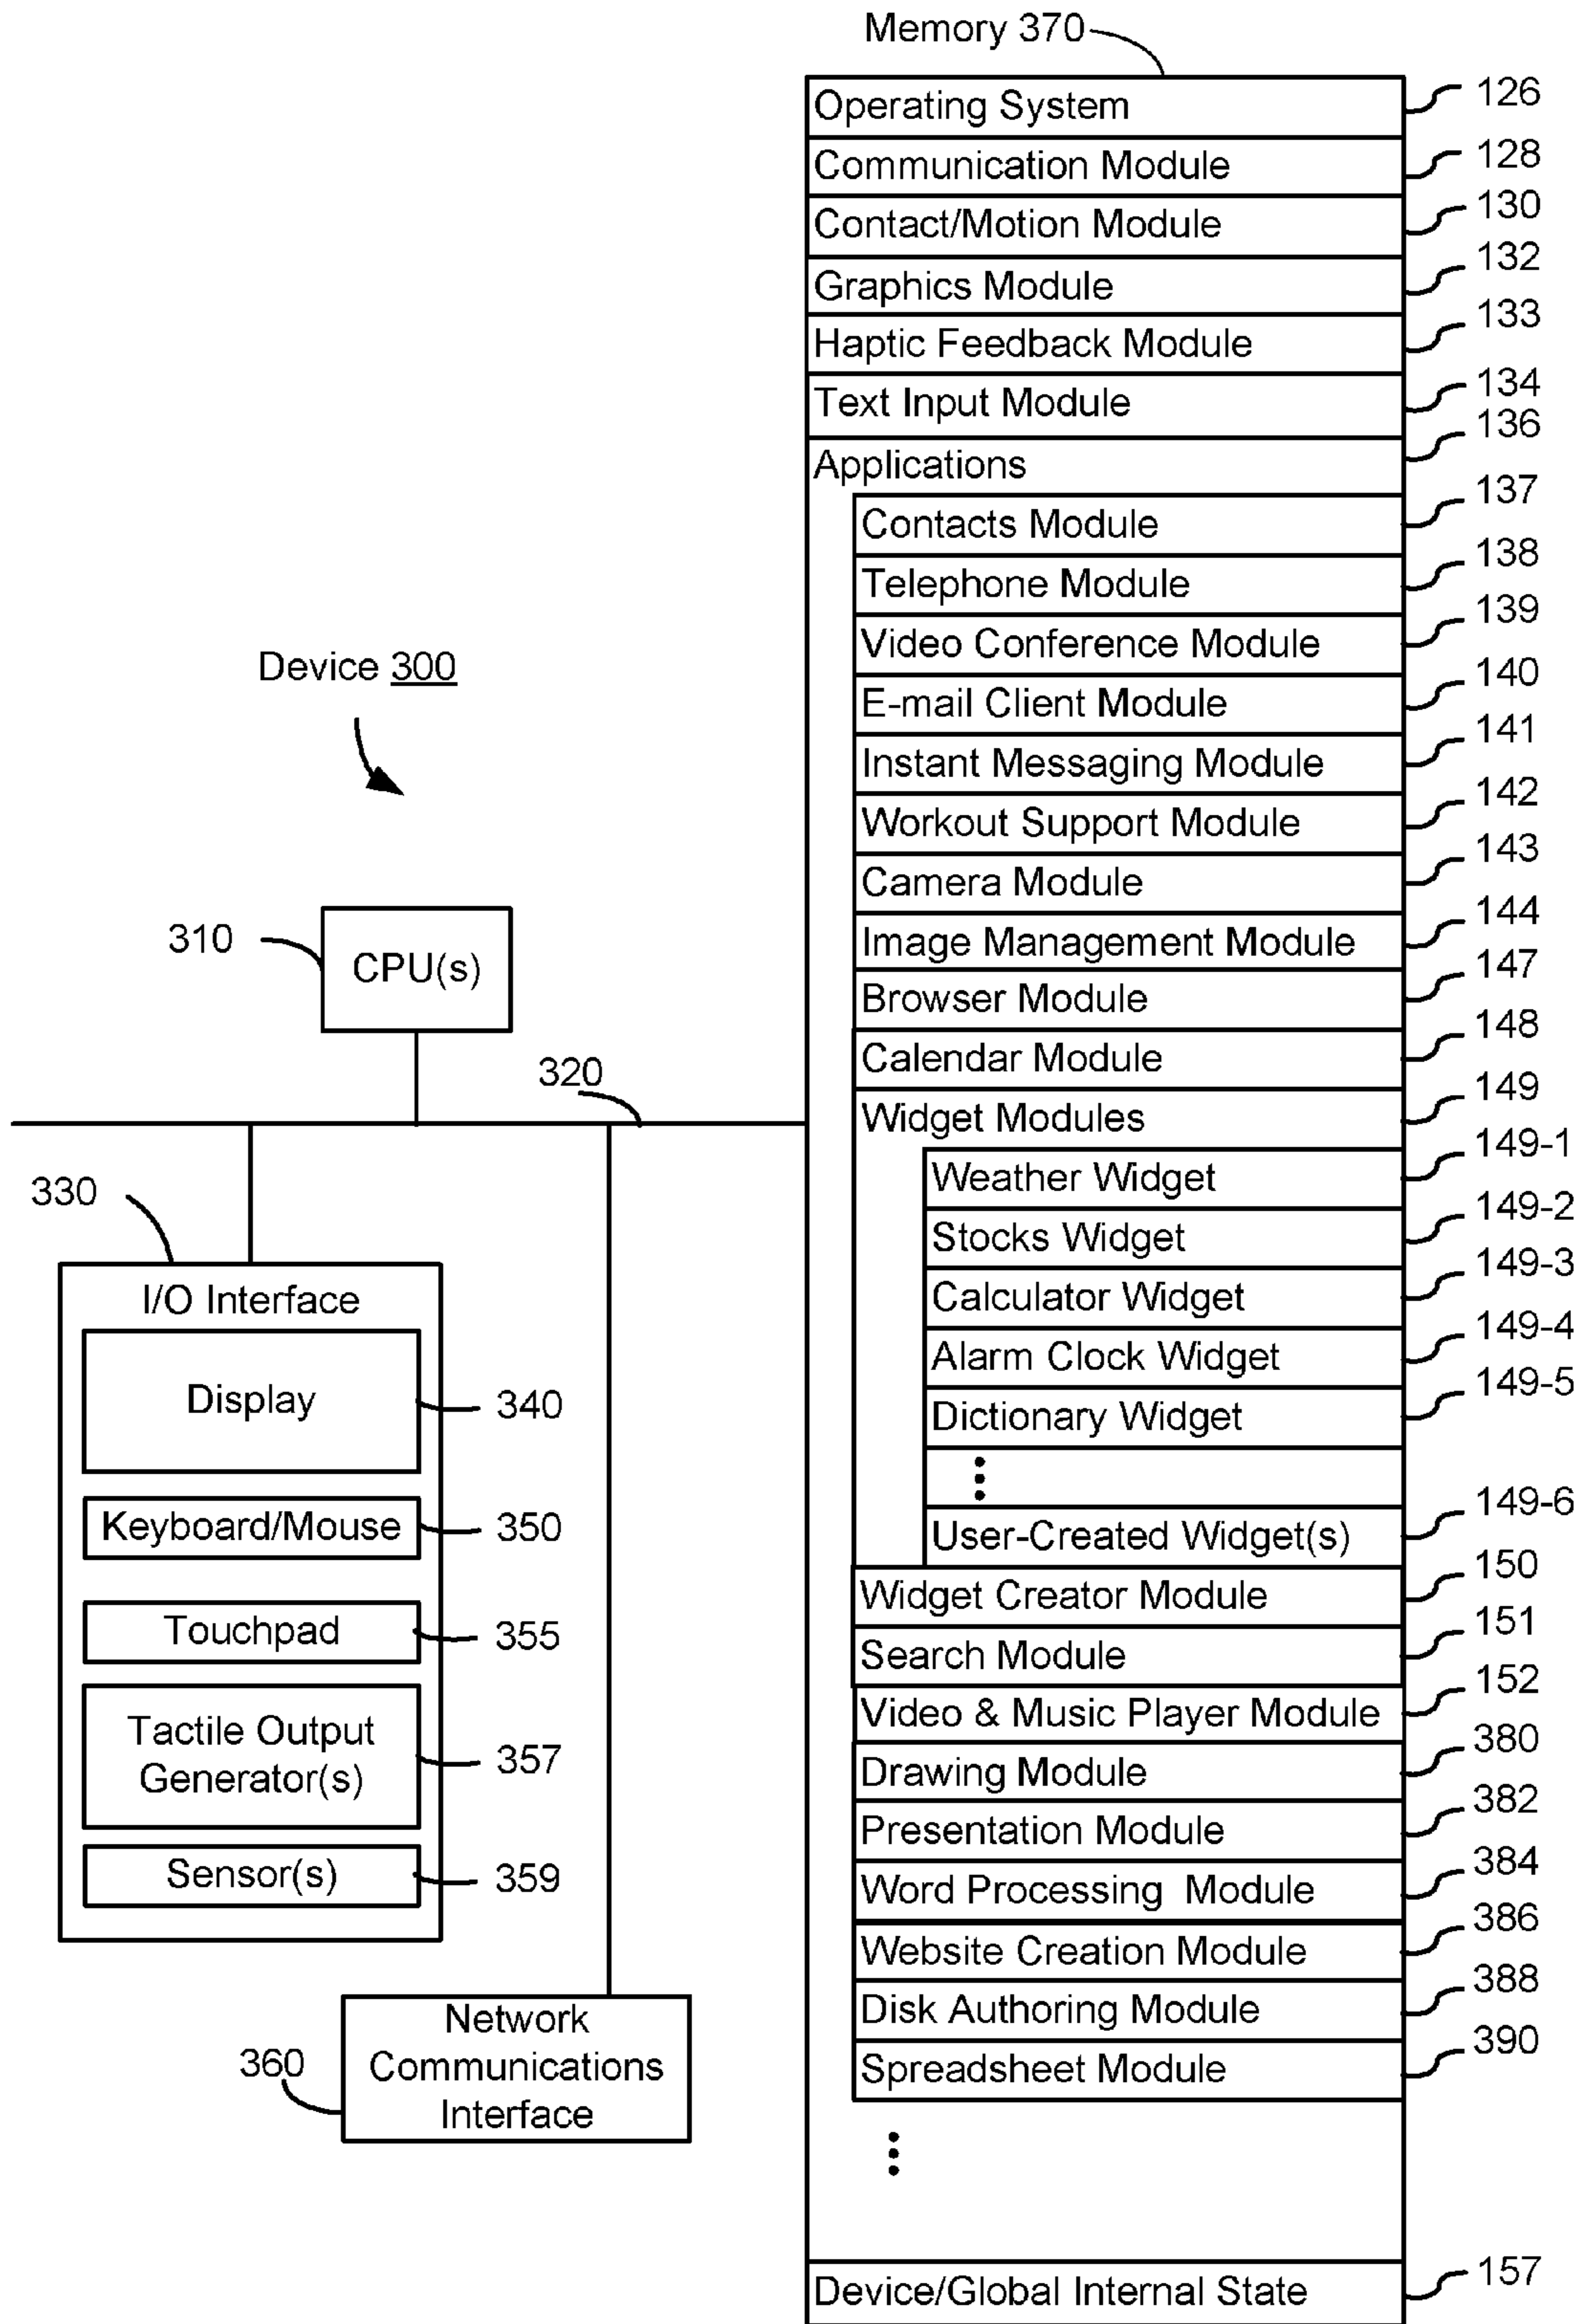 Memory 370
Operating System 126
Communication Module 128
Contact/Motion Module 130
Graphics Module 132
Haptic Feedback Module 133
Text Input Module 134
Applications 136
Contacts Module 137
Telephone Module 138
Video Conference Module 139
E-mail Client Module 140
Instant Messaging Module 141
Workout Support Module 142
Camera Module 143
Image Management Module 144
Browser Module 147
Calendar Module 148
Widget Modules 149
Weather Widget 149-1
Stocks Widget 149-2
Calculator Widget 149-3
Alarm Clock Widget 149-4
Dictionary Widget 149-5
User-Created Widget(s) 149-6
Widget Creator Module 150
Search Module 151
Video & Music Player Module 152
Drawing Module 380
Presentation Module 382
Word Processing Module 384
Website Creation Module 386
Disk Authoring Module 388
Spreadsheet Module 390
Device/Global Internal State 157
Device 300
310
CPU(s)
320
330
I/O Interface
Display 340
Keyboard/Mouse 350
Touchpad 355
Tactile Output
Generator(s)
357
Sensor(s) 359
360
Network
Communications
Interface